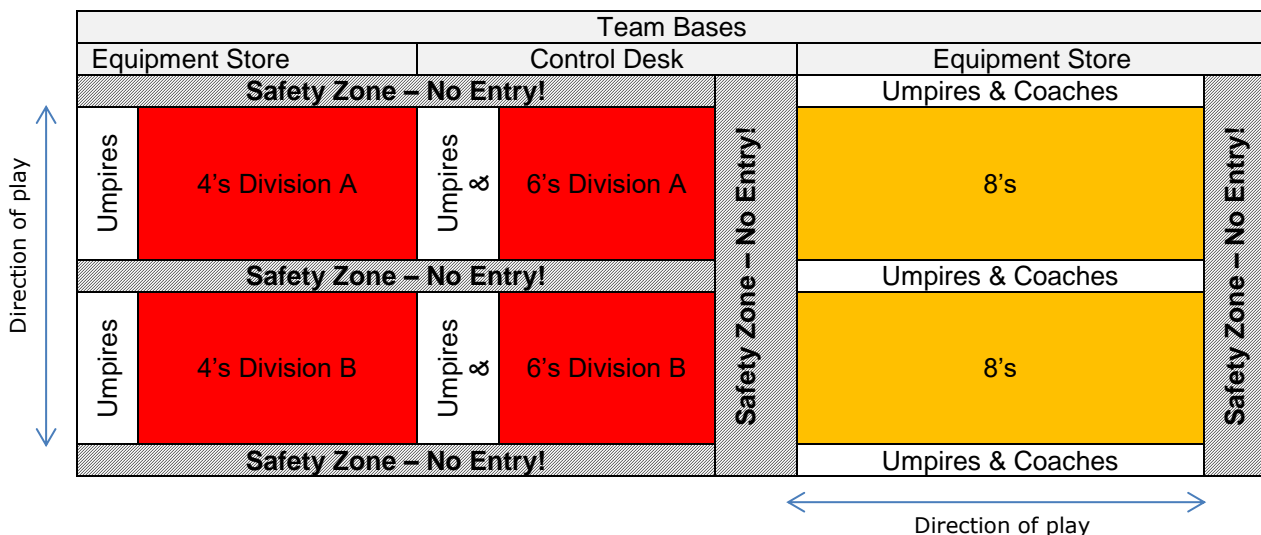 Team Bases
Equipment Store
Control Desk
Equipment Store
Safety Zone – No Entry!
Umpires & Coaches
Direction of play
Umpires
4's Division A
Umpires
&
6's Division A
Safety Zone – No Entry!
8's
Safety Zone – No Entry!
Safety Zone – No Entry!
Umpires & Coaches
Umpires
4's Division B
Umpires
&
6's Division B
8's
Safety Zone – No Entry!
Umpires & Coaches
Direction of play